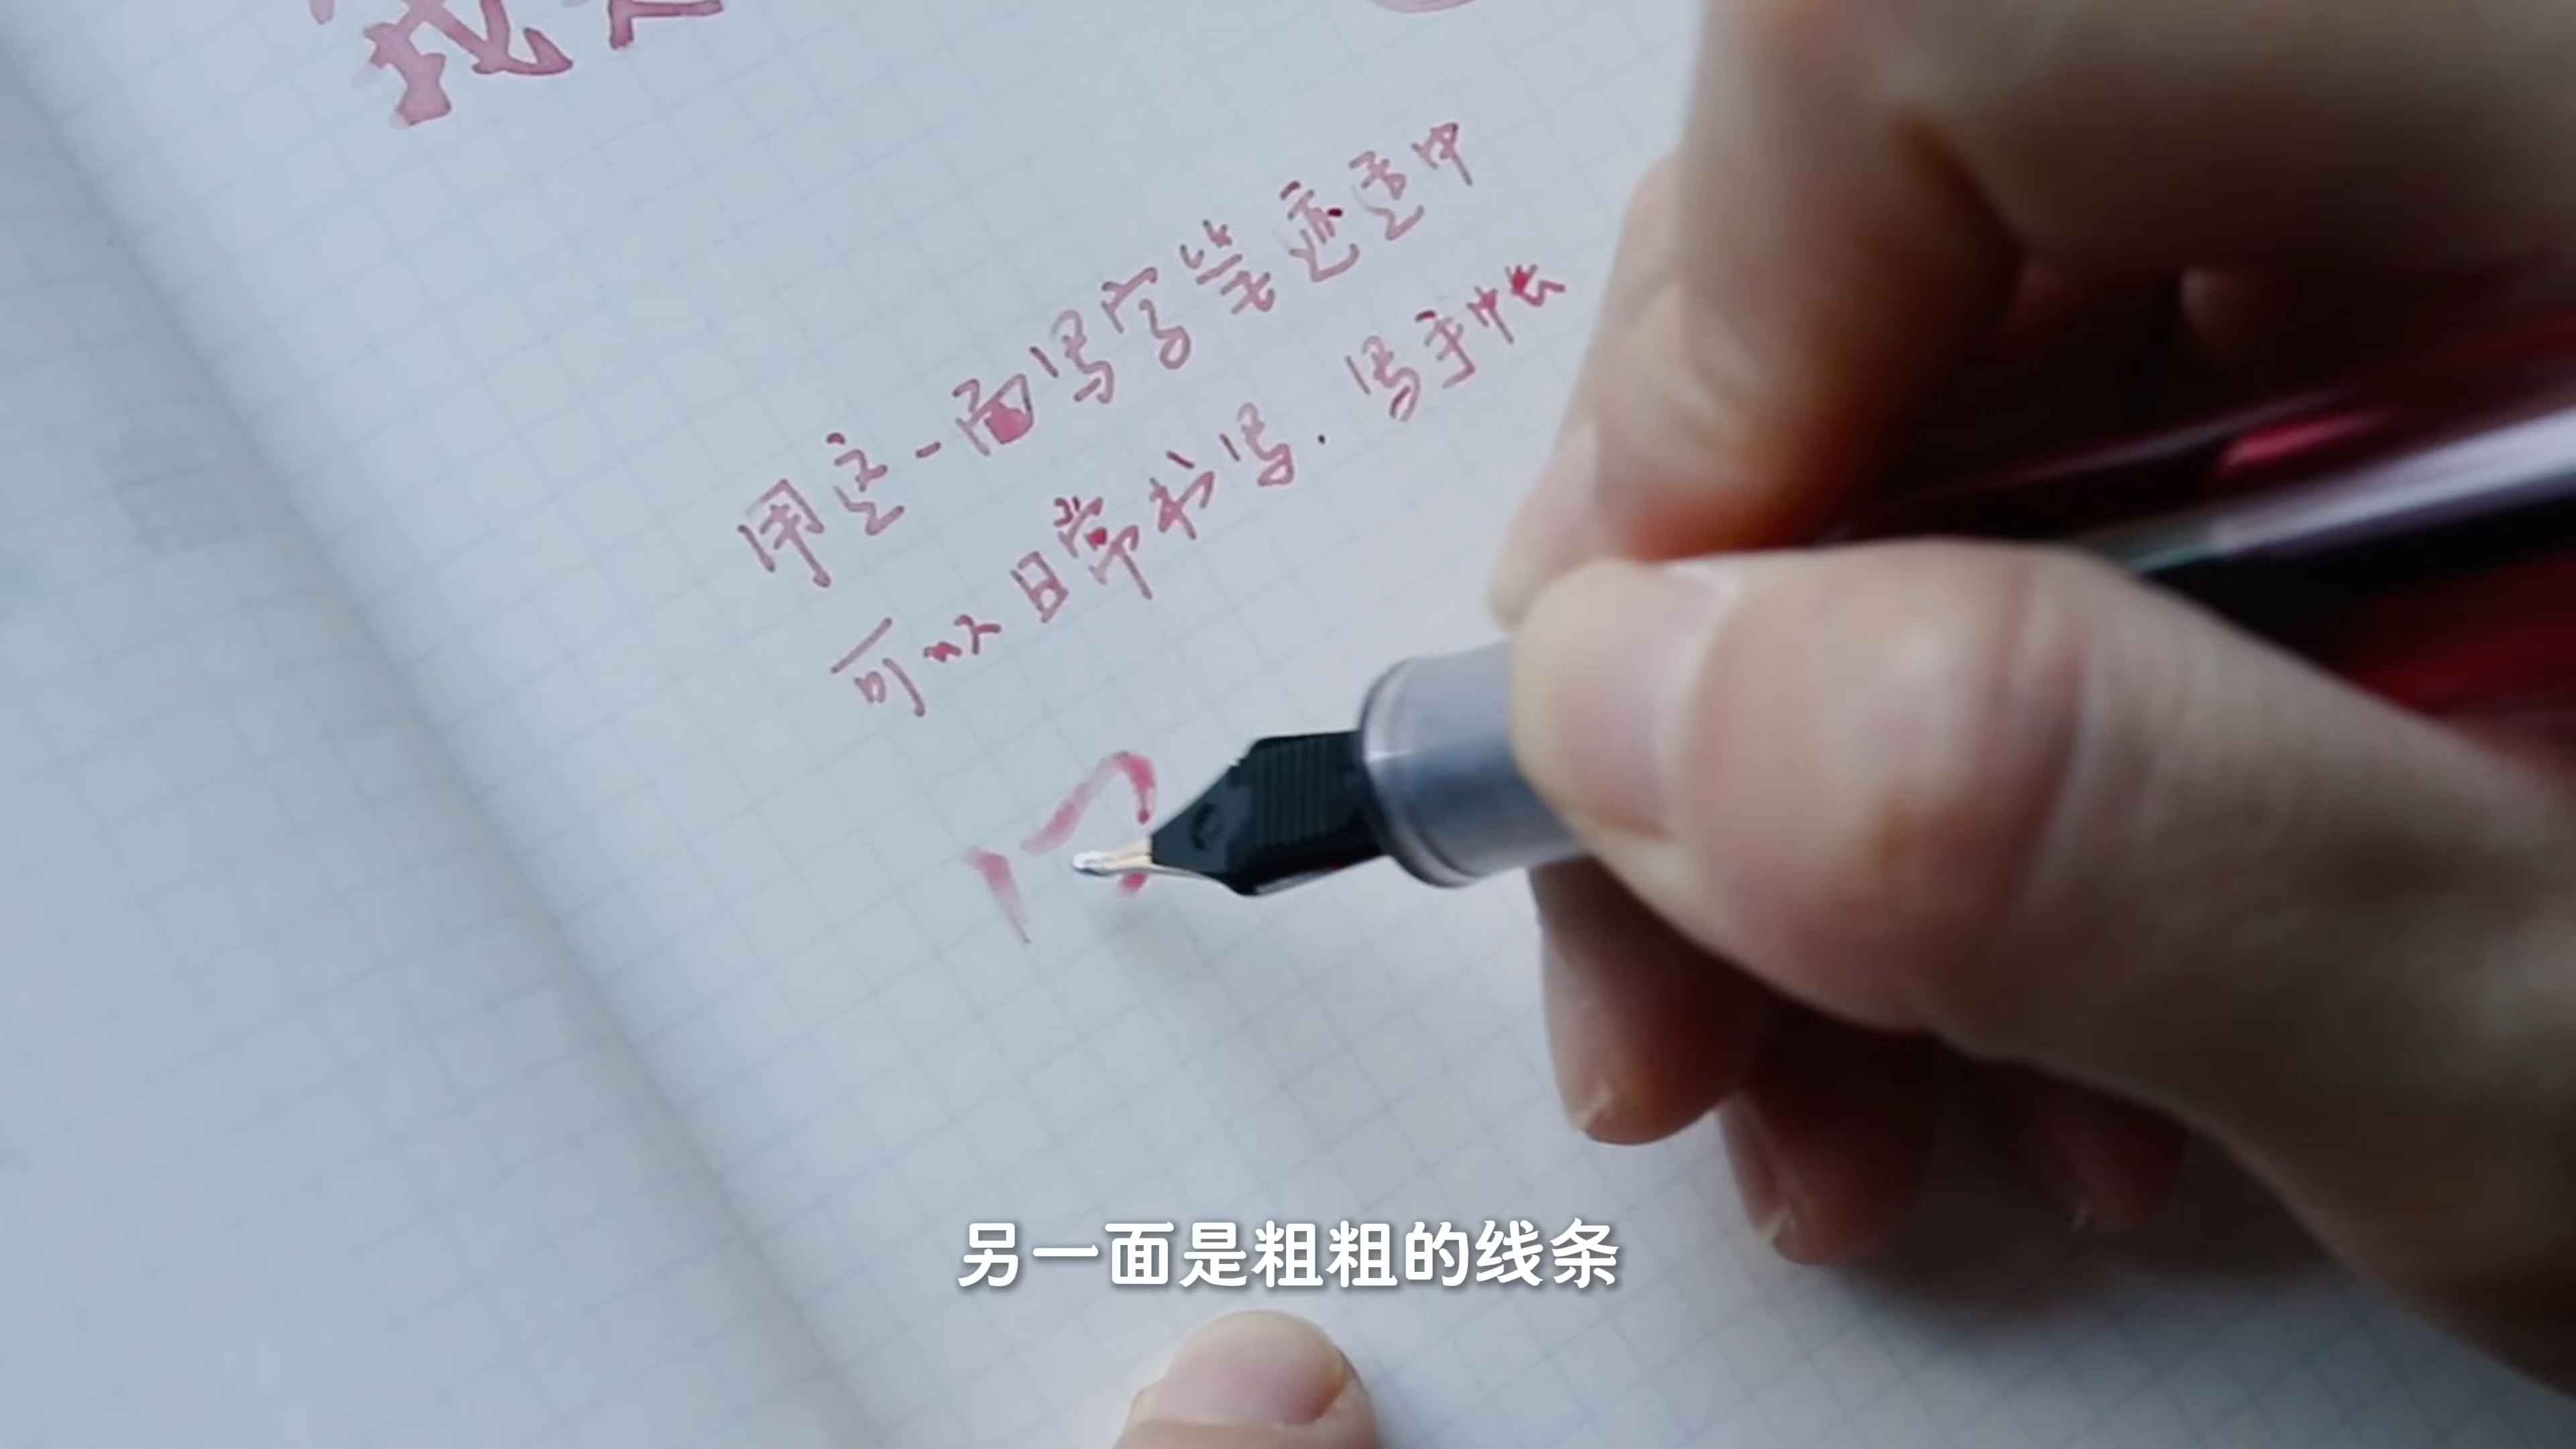 用这一面写字笔迹适中
可以日常书写.写手帐
另一面是粗粗的线条